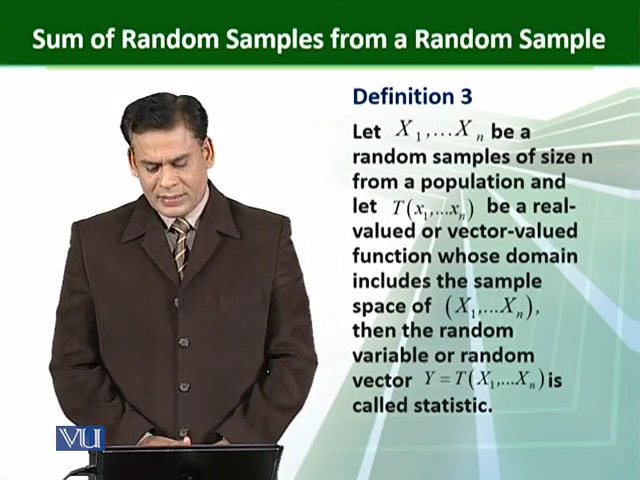 Sum of Random Samples from a Random Sample
Definition 3
Let X₁,...Xₙ be a
random samples of size n
from a population and
let T(x₁,...xₙ) be a real-
valued or vector-valued
function whose domain
includes the sample
space of (X₁,...Xₙ),
then the random
variable or random
vector Y = T(X₁,...Xₙ) is
called statistic.
VU